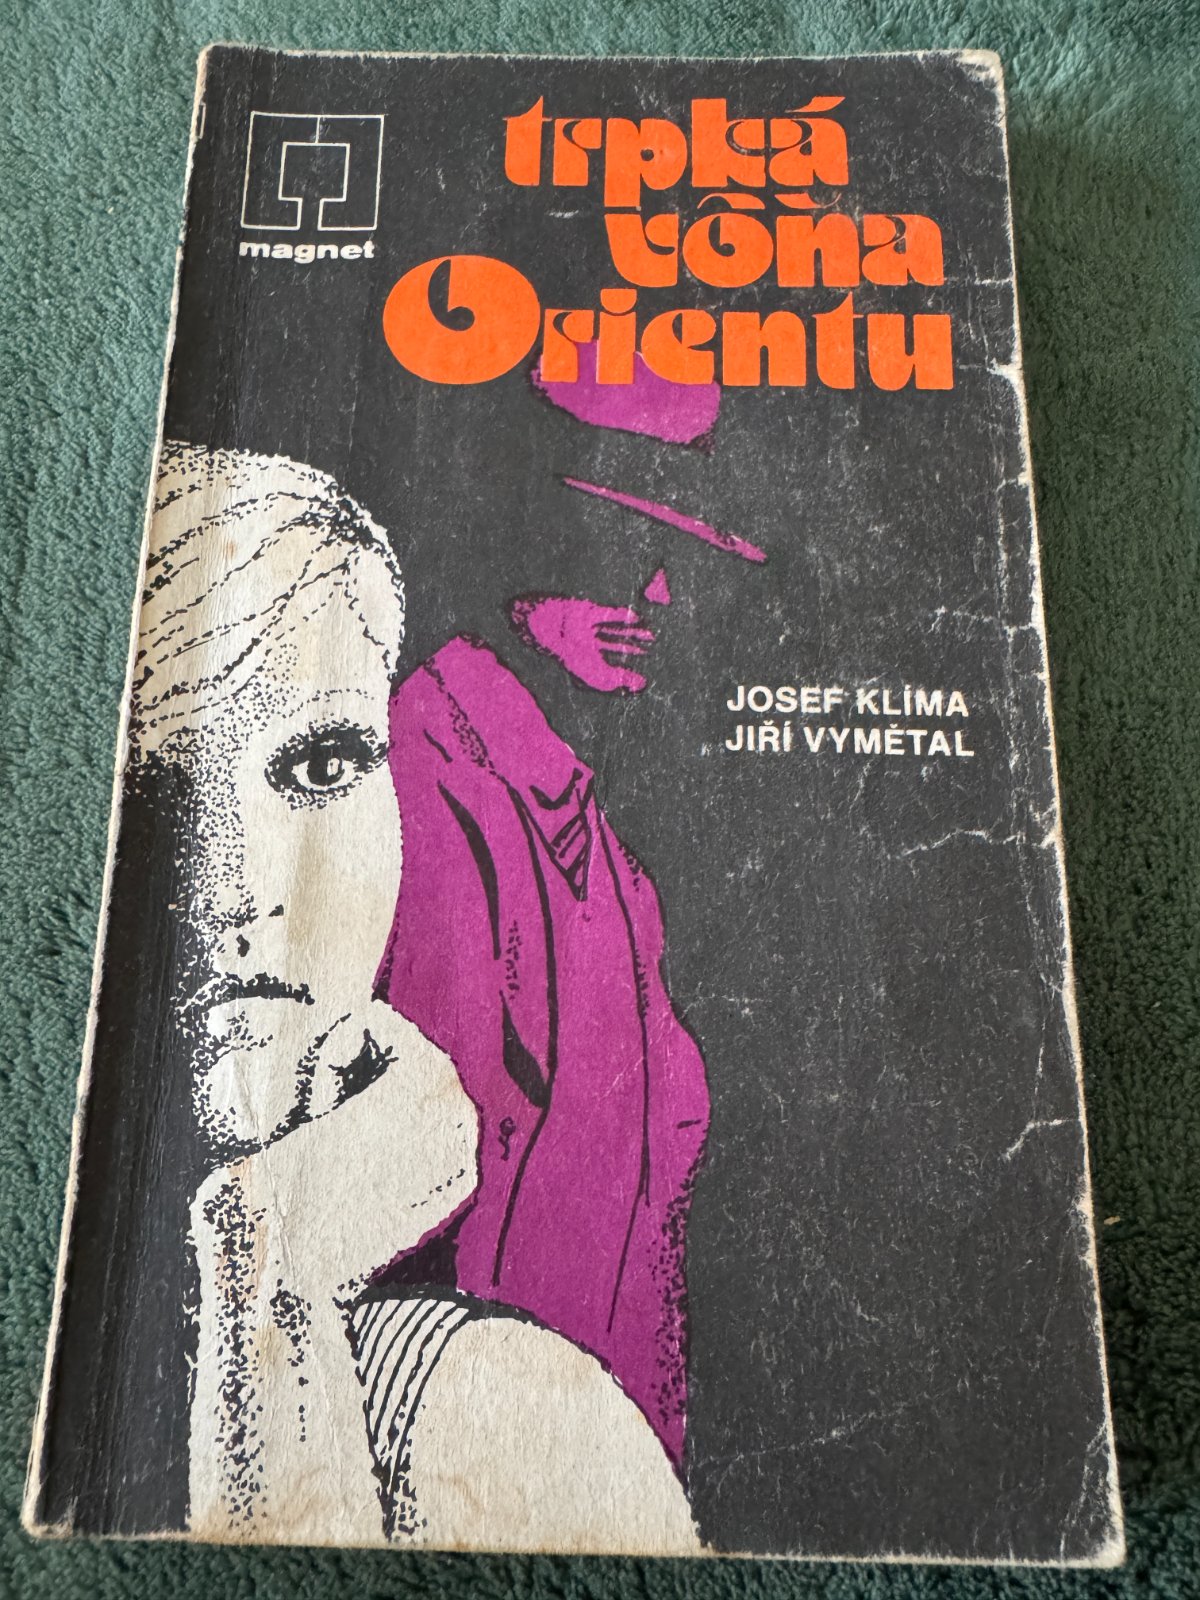 magnet
trpká
vôňa
Orientu
JOSEF KLÍMA
JIŘÍ VYMĚTAL